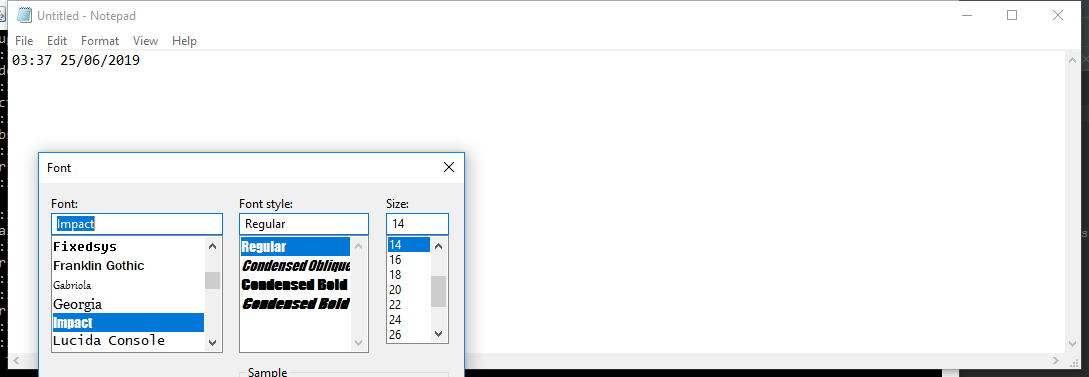 Untitled - Notepad
File Edit Format View Help
03:37 25/06/2019
Font
Font: Font style: Size:
Impact Regular 14
Fixedsys
Franklin Gothic
Gabriola
Georgia
Impact
Lucida Console
Regular
Condensed Oblique
Condensed Bold
Condensed Bold
14
16
18
20
22
24
26
Sample